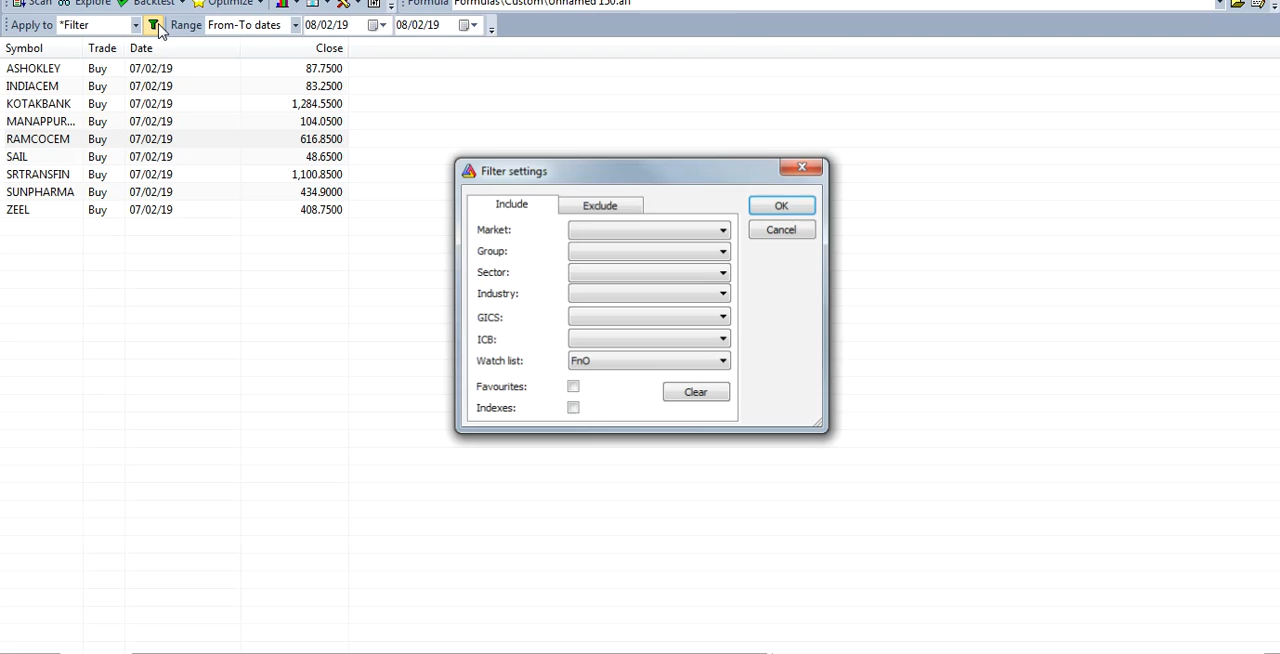 Scan Explore Backtest Optimize Formula Formulas\Custom\Unnamed 150.afl
Apply to *Filter Range From-To dates 08/02/19 08/02/19
Symbol Trade Date Close
ASHOKLEY Buy 07/02/19 87.7500
INDIACEM Buy 07/02/19 83.2500
KOTAKBANK Buy 07/02/19 1,284.5500
MANAPPUR... Buy 07/02/19 104.0500
RAMCOCEM Buy 07/02/19 616.8500
SAIL Buy 07/02/19 48.6500
SRTRANSFIN Buy 07/02/19 1,100.8500
SUNPHARMA Buy 07/02/19 434.9000
ZEEL Buy 07/02/19 408.7500
Filter settings
Include Exclude
OK
Cancel
Market:
Group:
Sector:
Industry:
GICS:
ICB:
Watch list: FnO
Favourites:
Clear
Indexes: